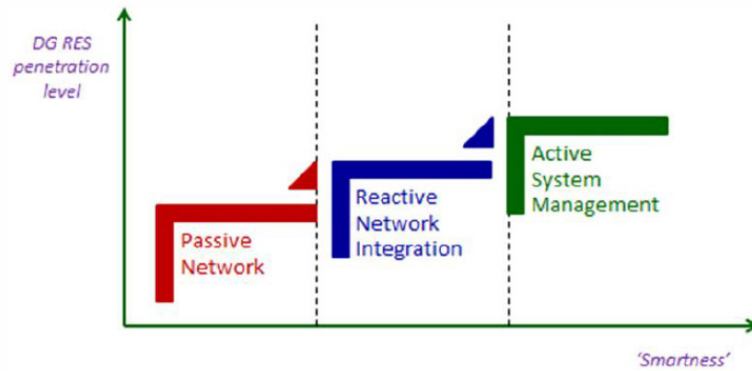 DG RES
penetration
level
Passive
Network
Reactive
Network
Integration
Active
System
Management
'Smartness'